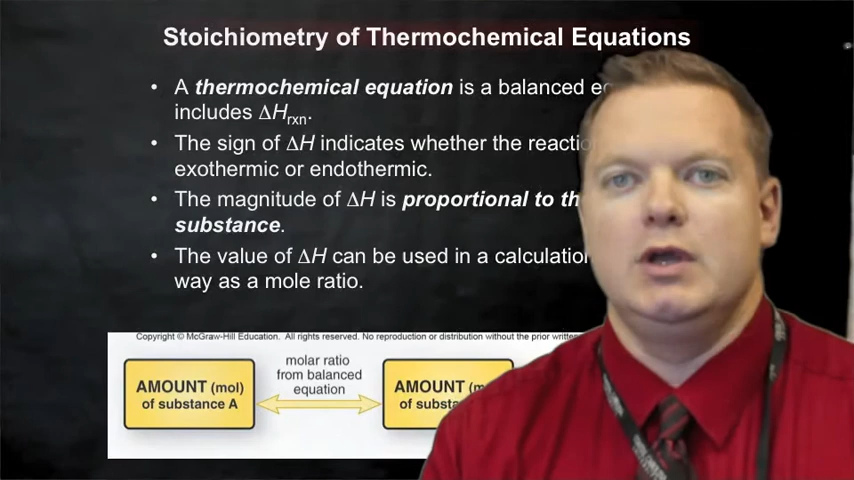 Stoichiometry of Thermochemical Equations
• A thermochemical equation is a balanced
includes ΔHrxn.
• The sign of ΔH indicates whether the
exothermic or endothermic.
• The magnitude of ΔH is proportional to
substance.
• The value of ΔH can be used in a
way as a mole ratio.
Copyright © McGraw-Hill Education. All rights reserved. No reproduction or distribution without the prior
molar ratio
from balanced
equation
AMOUNT (mol)
of substance A
AMOUNT
of